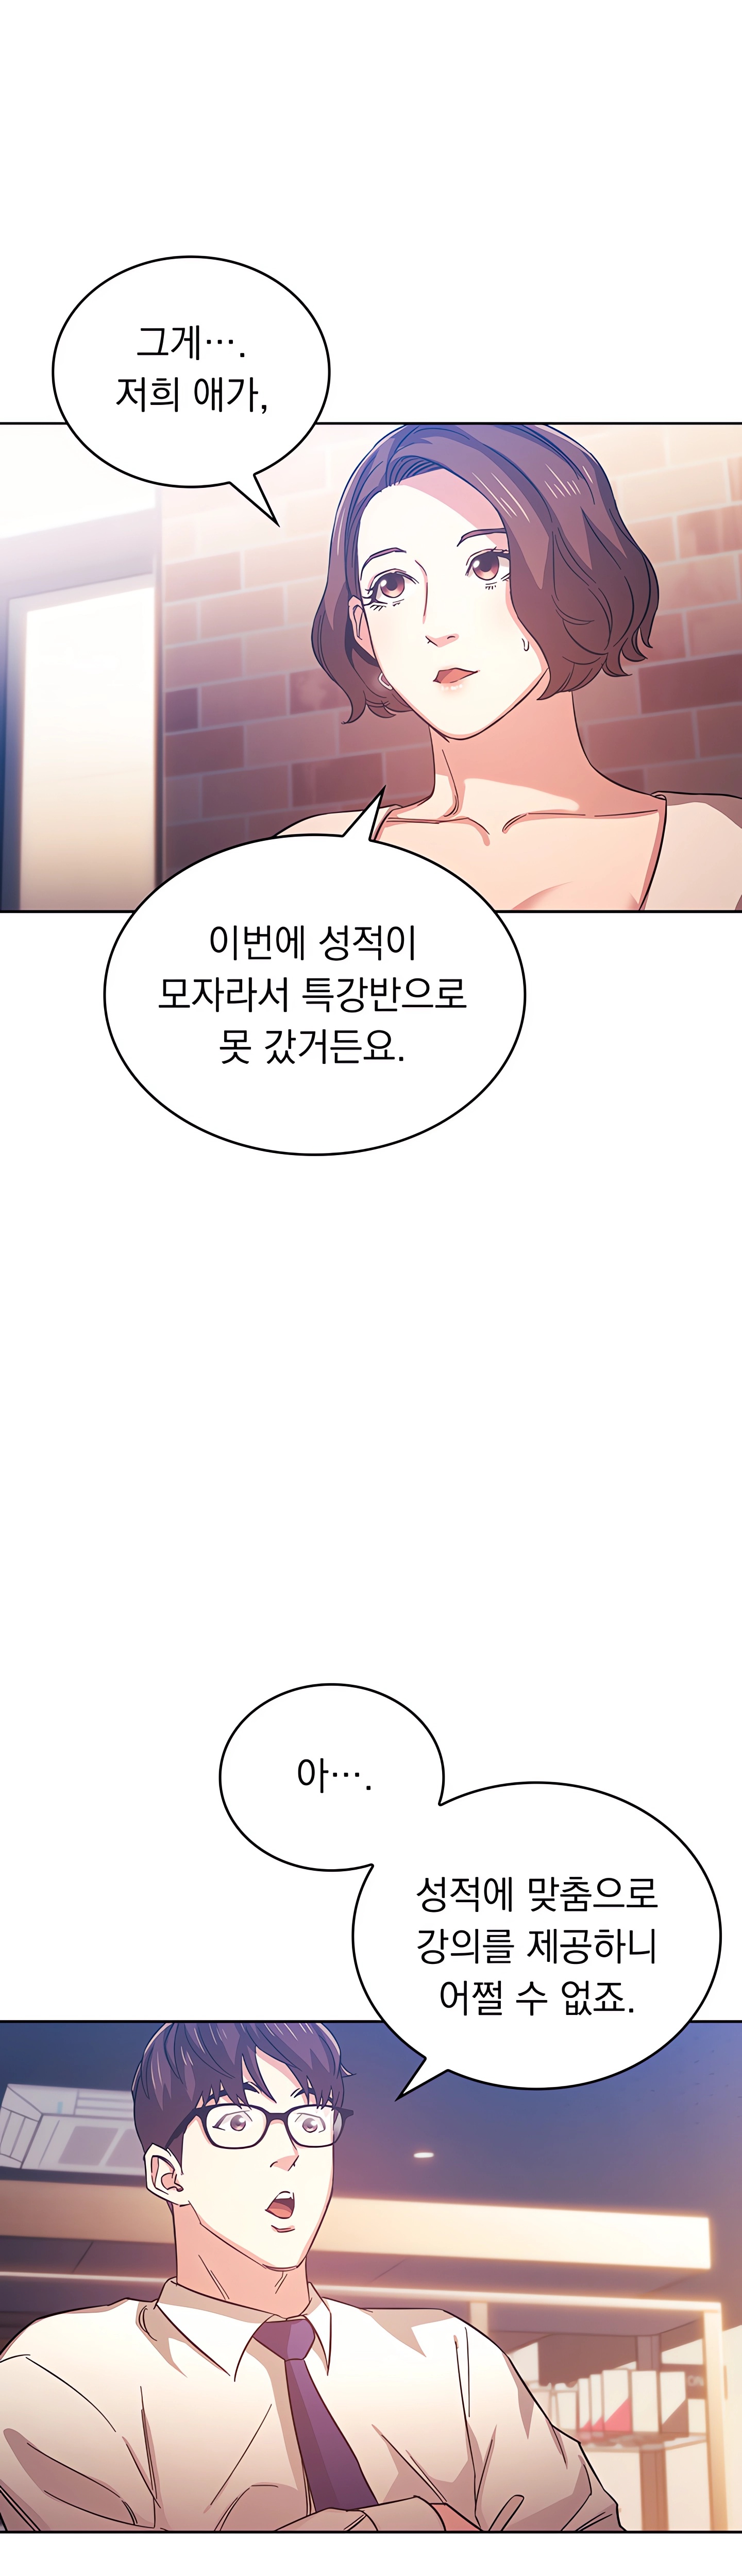 그게···.
저희 애가,
이번에 성적이
모자라서 특강반으로
못 갔거든요.
아···.
성적에 맞춤으로
강의를 제공하니
어쩔 수 없죠.